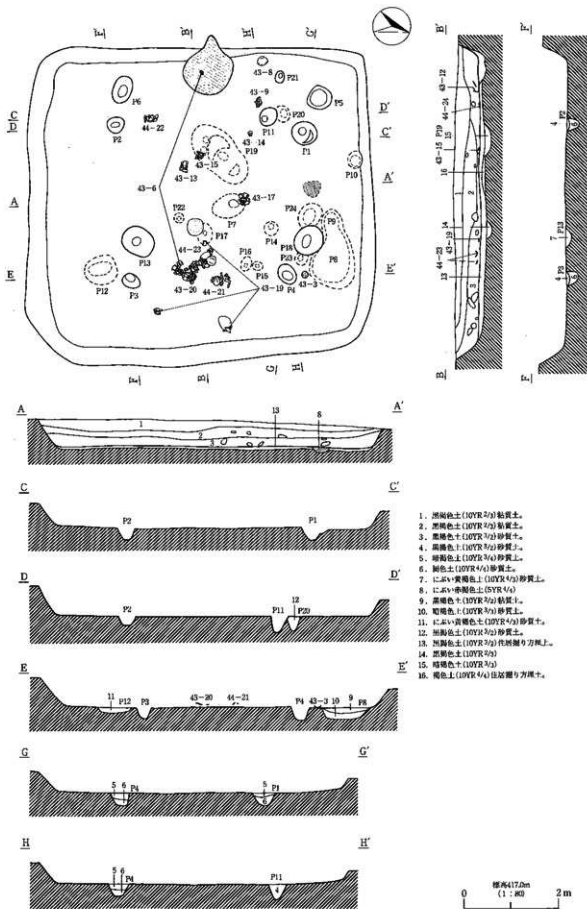 F B H G B' F'
43-8
P21
43-9
P6 P5
P20
P11
C D' 43-12
D 44-22 43-14 C' 44-24
P2 P1 P19 P2
P19 15 4
43-15 43-15
43-13 P10
43-6 A' 16
43-17 1 2
A P7 P24 P9
P22
P17 P14 14 P13
44-23 P18 43-19 7
P13 P16 P23 P8 44-23
E E' 13 P3
P12 P15 P4 43-3 3 4
P3 43-20 44-21 43-19
F B G H B F
A 13 8 A'
1
2
3
C C'
P2 P1
D D'
12
P2 P11 P20
E E'
11 P12 P3 43-20 44-21 P4 43-3 10 9 P8
G G'
5 6 P4 5 P1
6
H H'
5 6 P4 P11
4
1. 黒褐色土(10YR2/3)粘質土。
2. 黒褐色土(10YR2/3)粘質土。
3. 黒褐色土(10YR3/2)砂質土。
4. 黒褐色土(10YR3/2)砂質土。
5. 暗褐色土(10YR3/4)砂質土。
6. 褐色土(10YR4/4)砂質土。
7. にぶい黄褐色土(10YR4/3)砂質土。
8. にぶい赤褐色土(5YR4/4)
9. 黒褐色土(10YR3/2)粘質土。
10. 暗褐色土(10YR3/3)砂質土。
11. にぶい黄褐色土(10YR4/3)砂質土。
12. 黒褐色土(10YR3/2)砂質土。
13. 黒褐色土(10YR3/2)住居掘り方埋土。
14. 黒褐色土(10YR2/3)
15. 暗褐色土(10YR3/3)
16. 褐色土(10YR4/4)住居掘り方埋土。
標高417.0m
(1:80)
0 2m